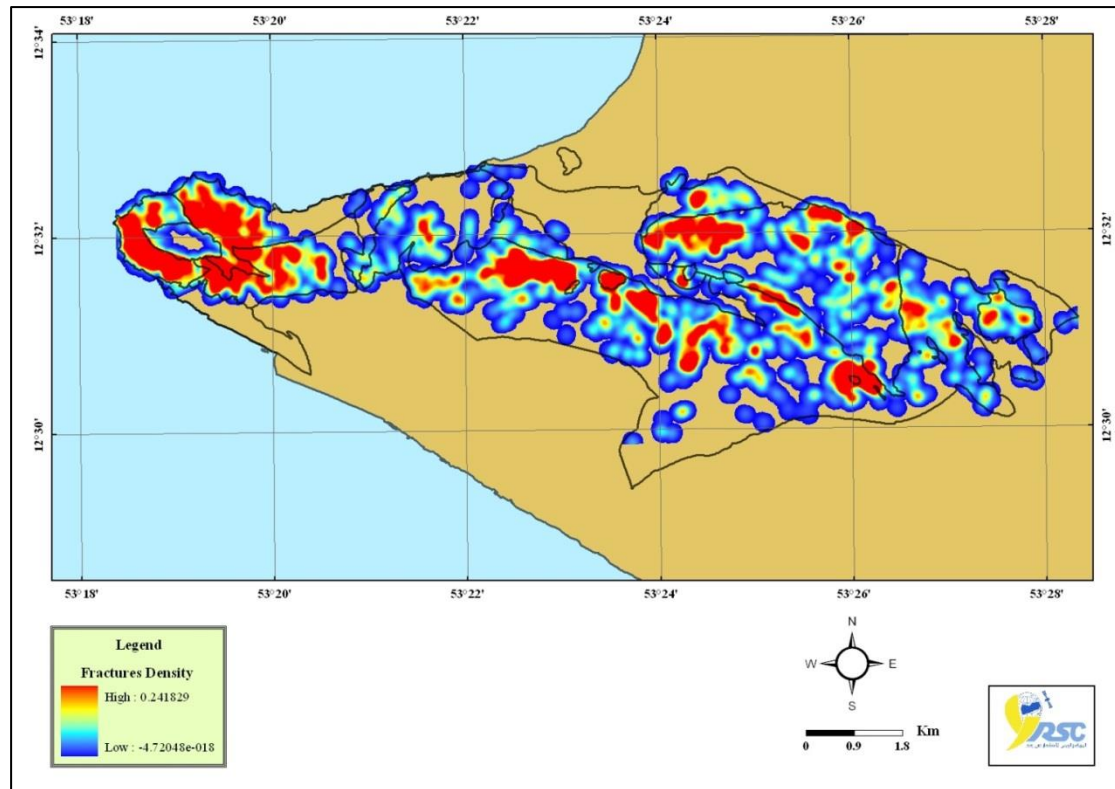 53°18' 53°20' 53°22' 53°24' 53°26' 53°28'
12°34'
12°32' 12°32'
12°30' 12°30'
53°18' 53°20' 53°22' 53°24' 53°26' 53°28'
Legend
Fractures Density
High : 0.241829
Low : -4.72048e-018
N
W E
S
Km
0 0.9 1.8
RSC